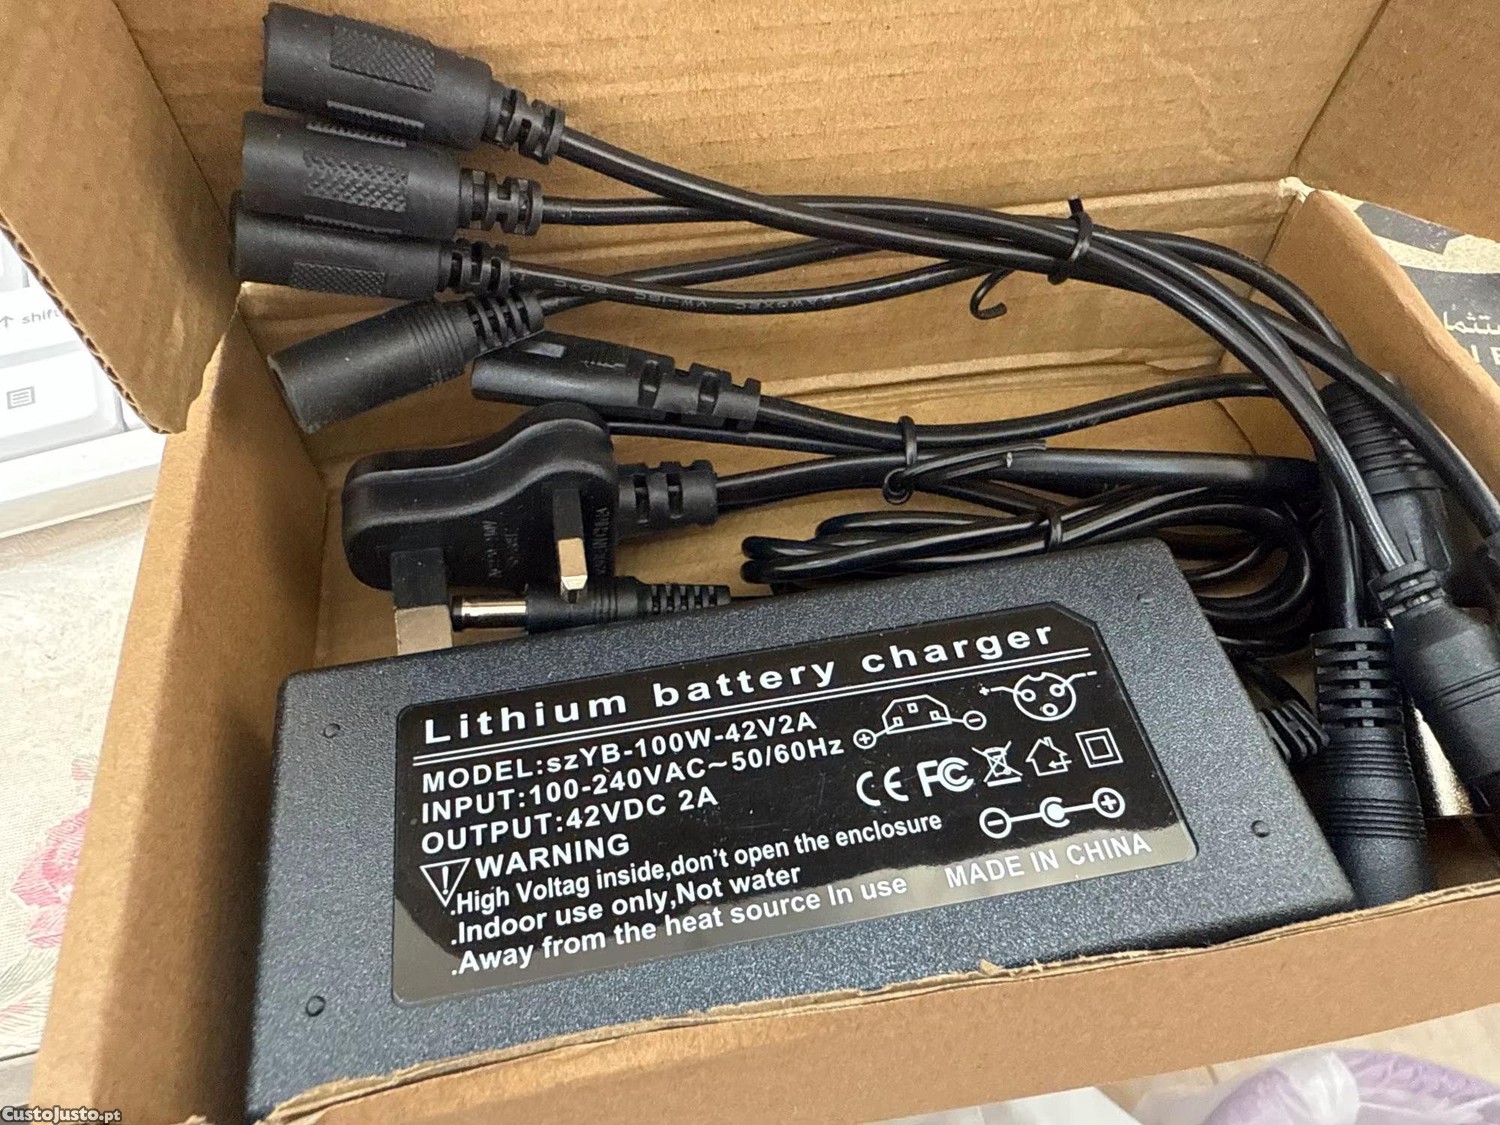 shift
Lithium battery charger
MODEL:szYB-100W-42V2A
INPUT:100-240VAC~50/60Hz
OUTPUT:42VDC 2A
WARNING
.High Voltag inside,don't open the enclosure
.Indoor use only,Not water
.Away from the heat source In use
MADE IN CHINA
CE FC
CustoJusto.pt